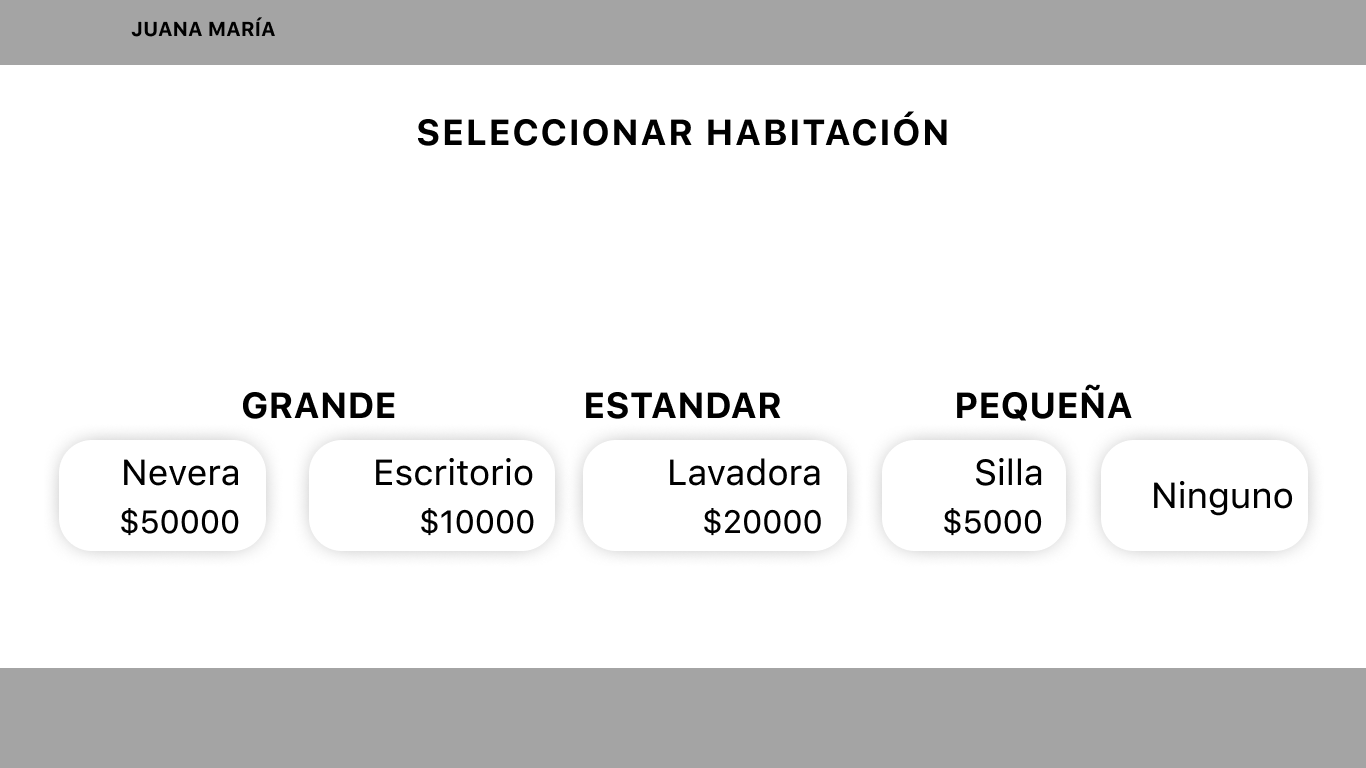 JUANA MARÍA
SELECCIONAR HABITACIÓN
GRANDE
ESTANDAR
PEQUEÑA
Nevera
$50000
Escritorio
$10000
Lavadora
$20000
Silla
$5000
Ninguno